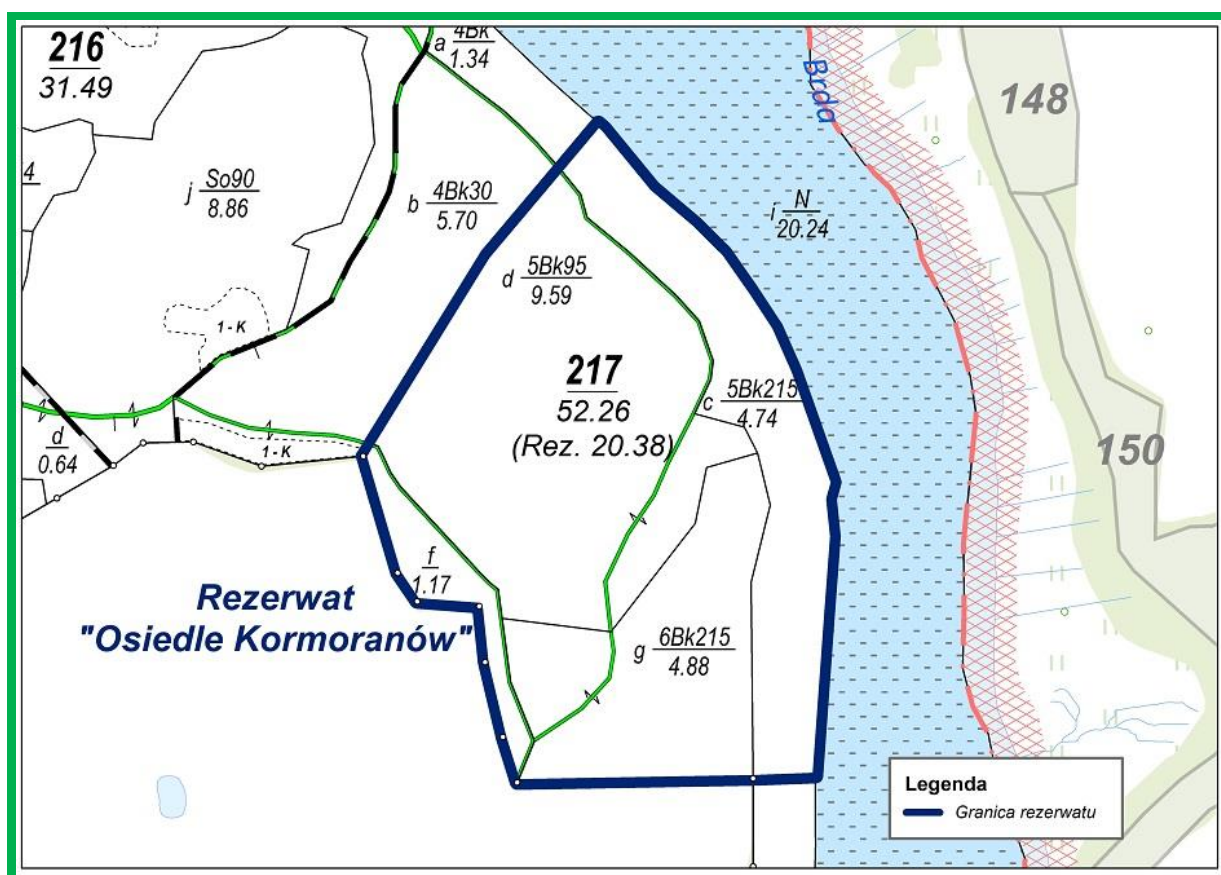 216
31.49
a 4Bk
1.34
Brda
148
4
j So90
8.86
b 4Bk30
5.70
i N
20.24
d 5Bk95
9.59
1 - K
217
52.26
(Rez. 20.38)
c 5Bk215
4.74
d
0.64
1 - K
150
f
1.17
Rezerwat
"Osiedle Kormoranów"
g 6Bk215
4.88
Legenda
Granica rezerwatu